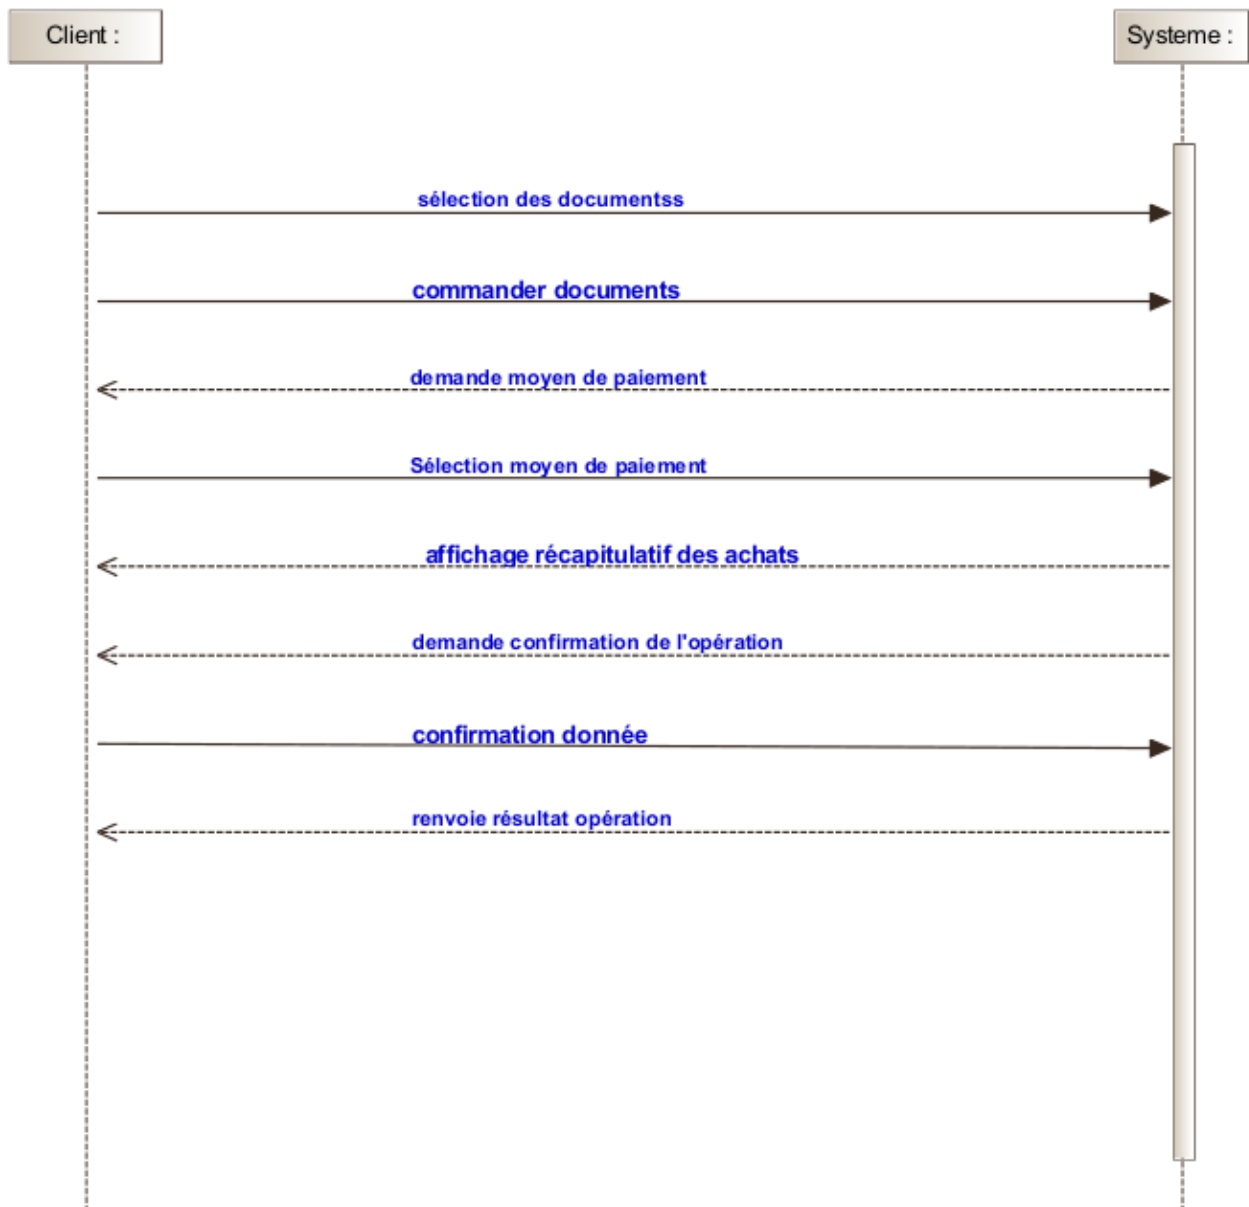 Client :
Systeme :
sélection des documentss
commander documents
demande moyen de paiement
Sélection moyen de paiement
affichage récapitulatif des achats
demande confirmation de l'opération
confirmation donnée
renvoie résultat opération